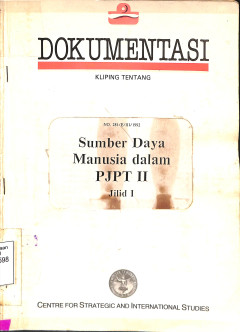 DOKUMENTASI
KLIPING TENTANG
Sumber Daya
Manusia dalam
PJPT II
Jilid I
CENTRE FOR STRATEGIC AND INTERNATIONAL STUDIES